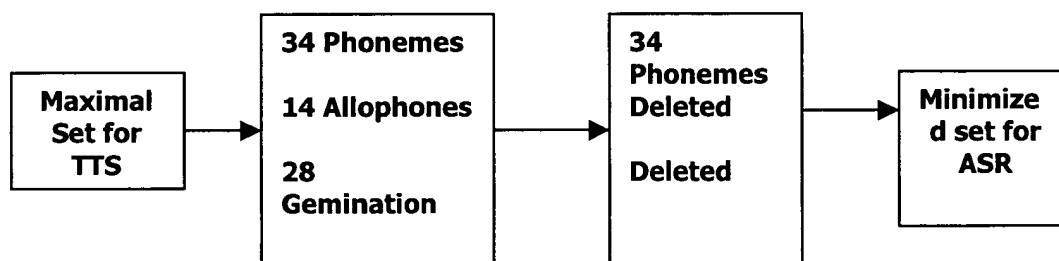 Maximal
Set for
TTS
34 Phonemes
14 Allophones
28
Gemination
34
Phonemes
Deleted
Deleted
Minimize
d set for
ASR